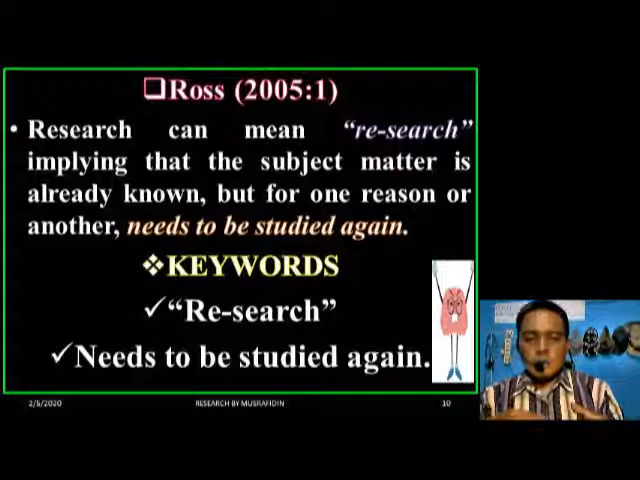 ❑Ross (2005:1)
• Research can mean “re-search”
implying that the subject matter is
already known, but for one reason or
another, needs to be studied again.
❖KEYWORDS
✓“Re-search”
✓Needs to be studied again.
2/5/2020 RESEARCH BY MUSRAFIDIN 10